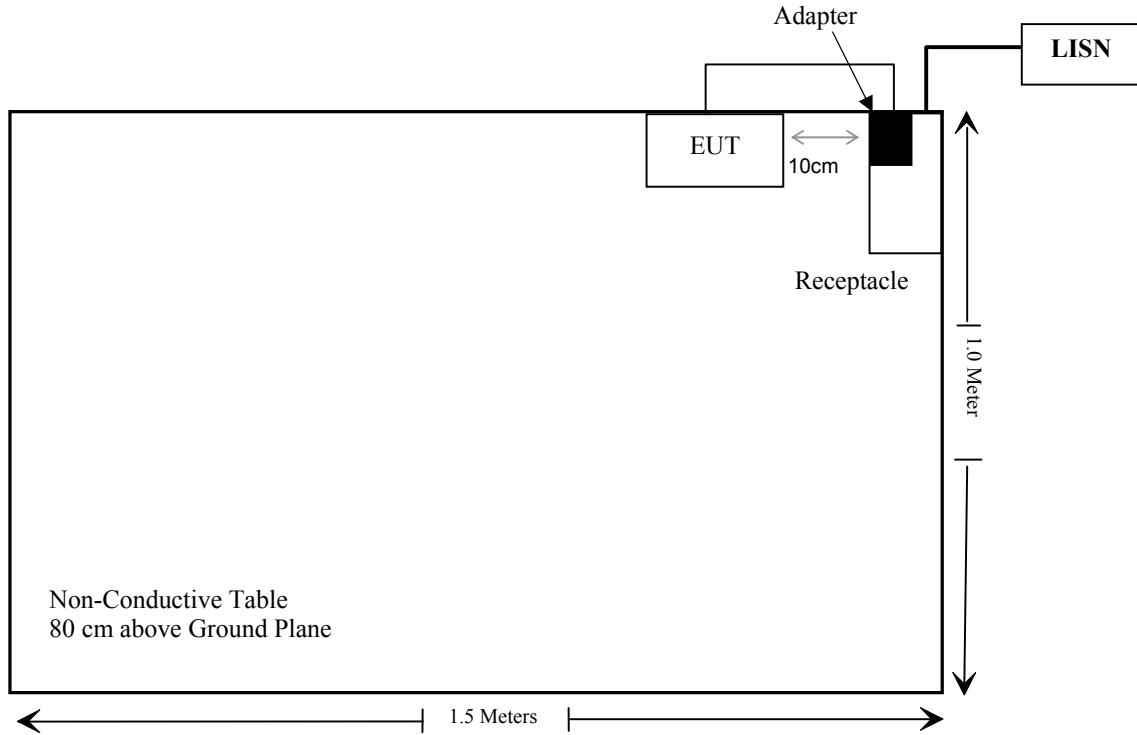 Adapter
LISN
EUT
10cm
Receptacle
1.0 Meter
Non-Conductive Table
80 cm above Ground Plane
1.5 Meters